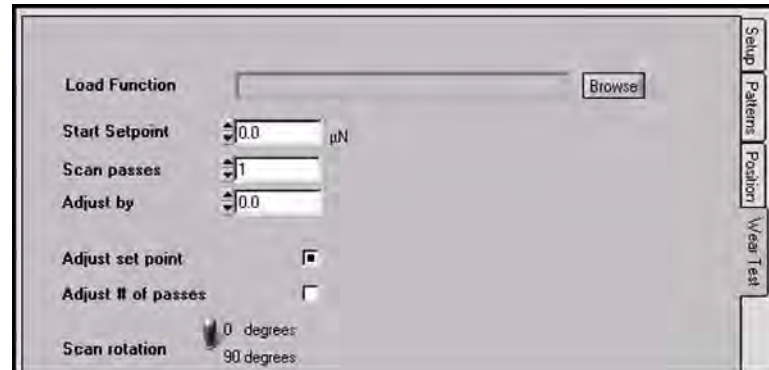 Load Function
Browse
Start Setpoint 0.0 µN
Scan passes 1
Adjust by 0.0
Adjust set point
Adjust # of passes
Scan rotation
0 degrees
90 degrees
Setup
Patterns
Position
Wear Test